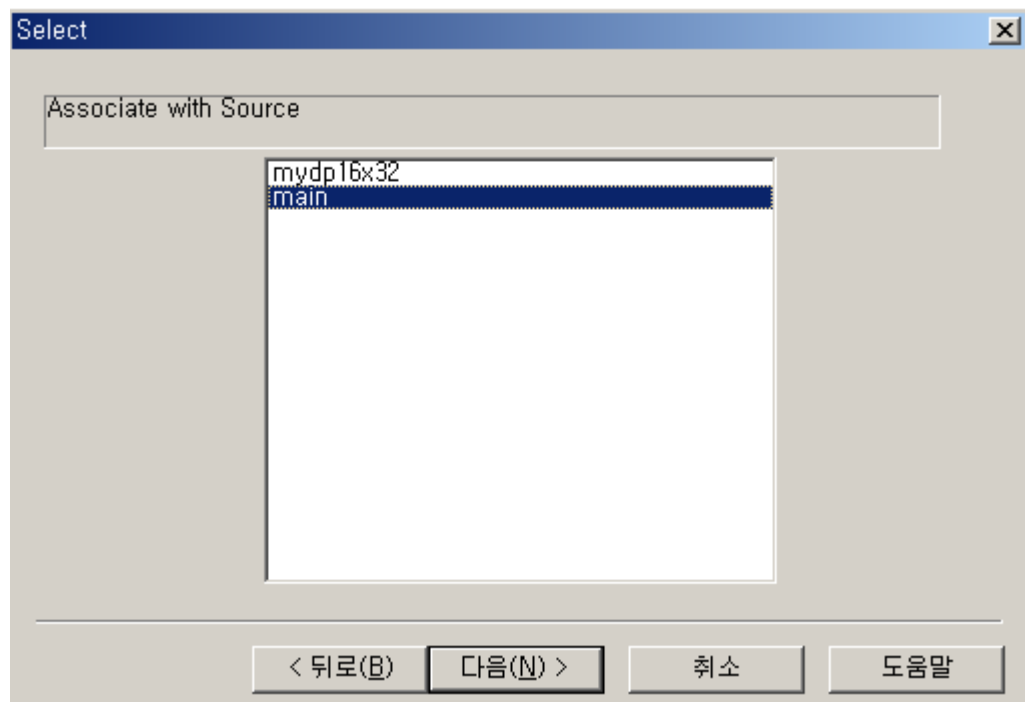 Select
Associate with Source
mydp16x32
main
< 뒤로(B) 다음(N) > 취소 도움말